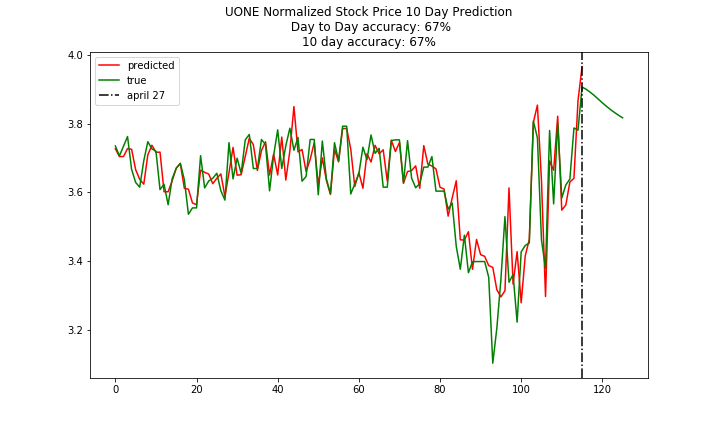 UONE Normalized Stock Price 10 Day Prediction
Day to Day accuracy: 67%
10 day accuracy: 67%
4.0
predicted
true
april 27
3.8
3.6
3.4
3.2
0 20 40 60 80 100 120